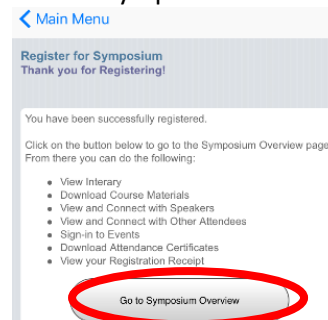 Main Menu
Register for Symposium
Thank you for Registering!
You have been successfully registered.
Click on the button below to go to the Symposium Overview page
From there you can do the following:
View Interary
Download Course Materials
View and Connect with Speakers
View and Connect with Other Attendees
Sign-in to Events
Download Attendance Certificates
View your Registration Receipt
Go to Symposium Overview